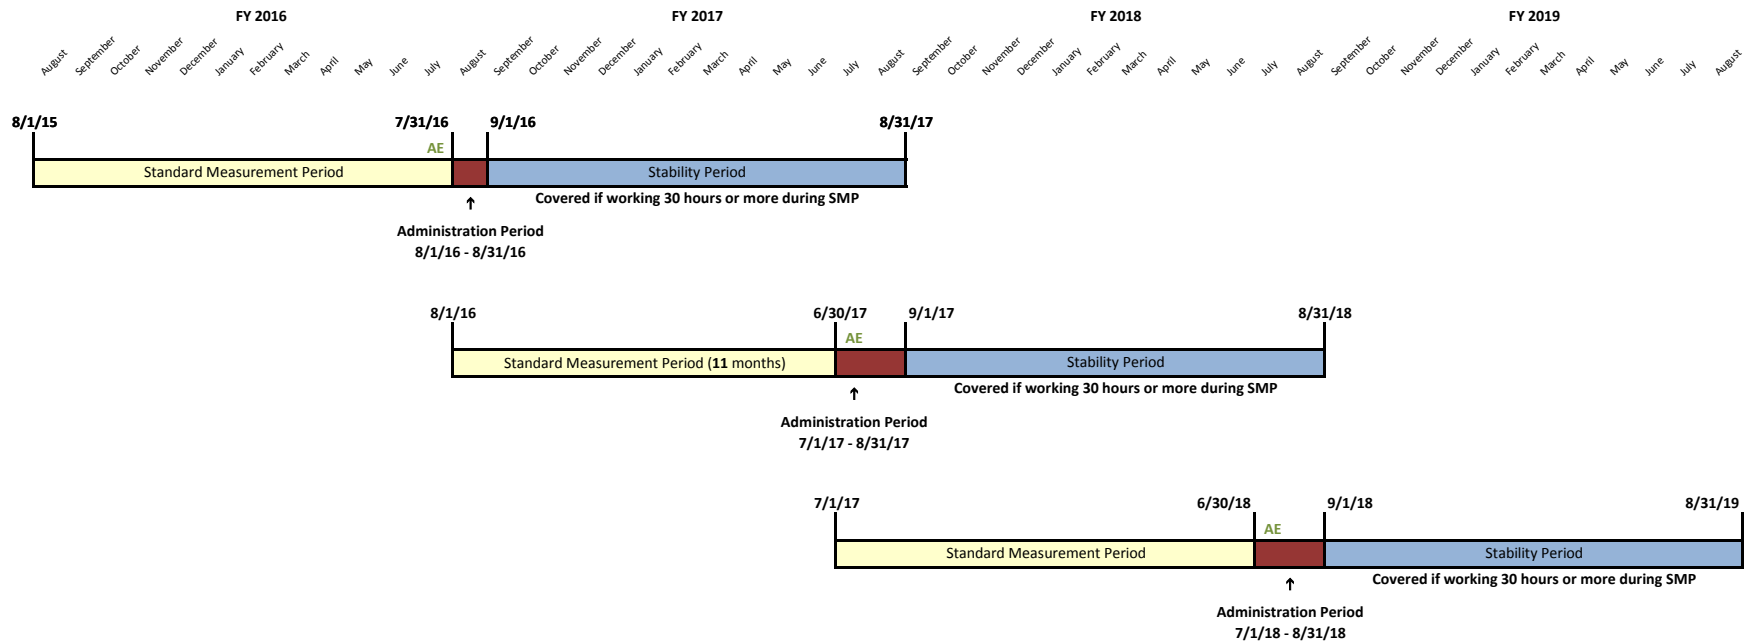 FY 2016 FY 2017 FY 2018 FY 2019
August September October November December January February March April May June July August September October November December January February March April May June July August September October November December January February March April May June July August September October November December January February March April May June July August
8/1/15 7/31/16 9/1/16 8/31/17
AE
Standard Measurement Period Stability Period
Covered if working 30 hours or more during SMP
Administration Period
8/1/16 - 8/31/16
8/1/16 6/30/17 9/1/17 8/31/18
AE
Standard Measurement Period (11 months) Stability Period
Covered if working 30 hours or more during SMP
Administration Period
7/1/17 - 8/31/17
7/1/17 6/30/18 9/1/18 8/31/19
AE
Standard Measurement Period Stability Period
Covered if working 30 hours or more during SMP
Administration Period
7/1/18 - 8/31/18